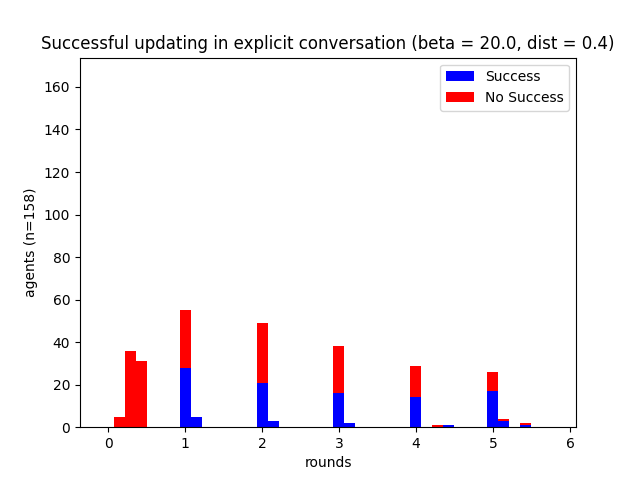 Successful updating in explicit conversation (beta = 20.0, dist = 0.4)
Success
No Success
160
140
120
100
80
60
40
20
0
agents (n=158)
0 1 2 3 4 5 6
rounds